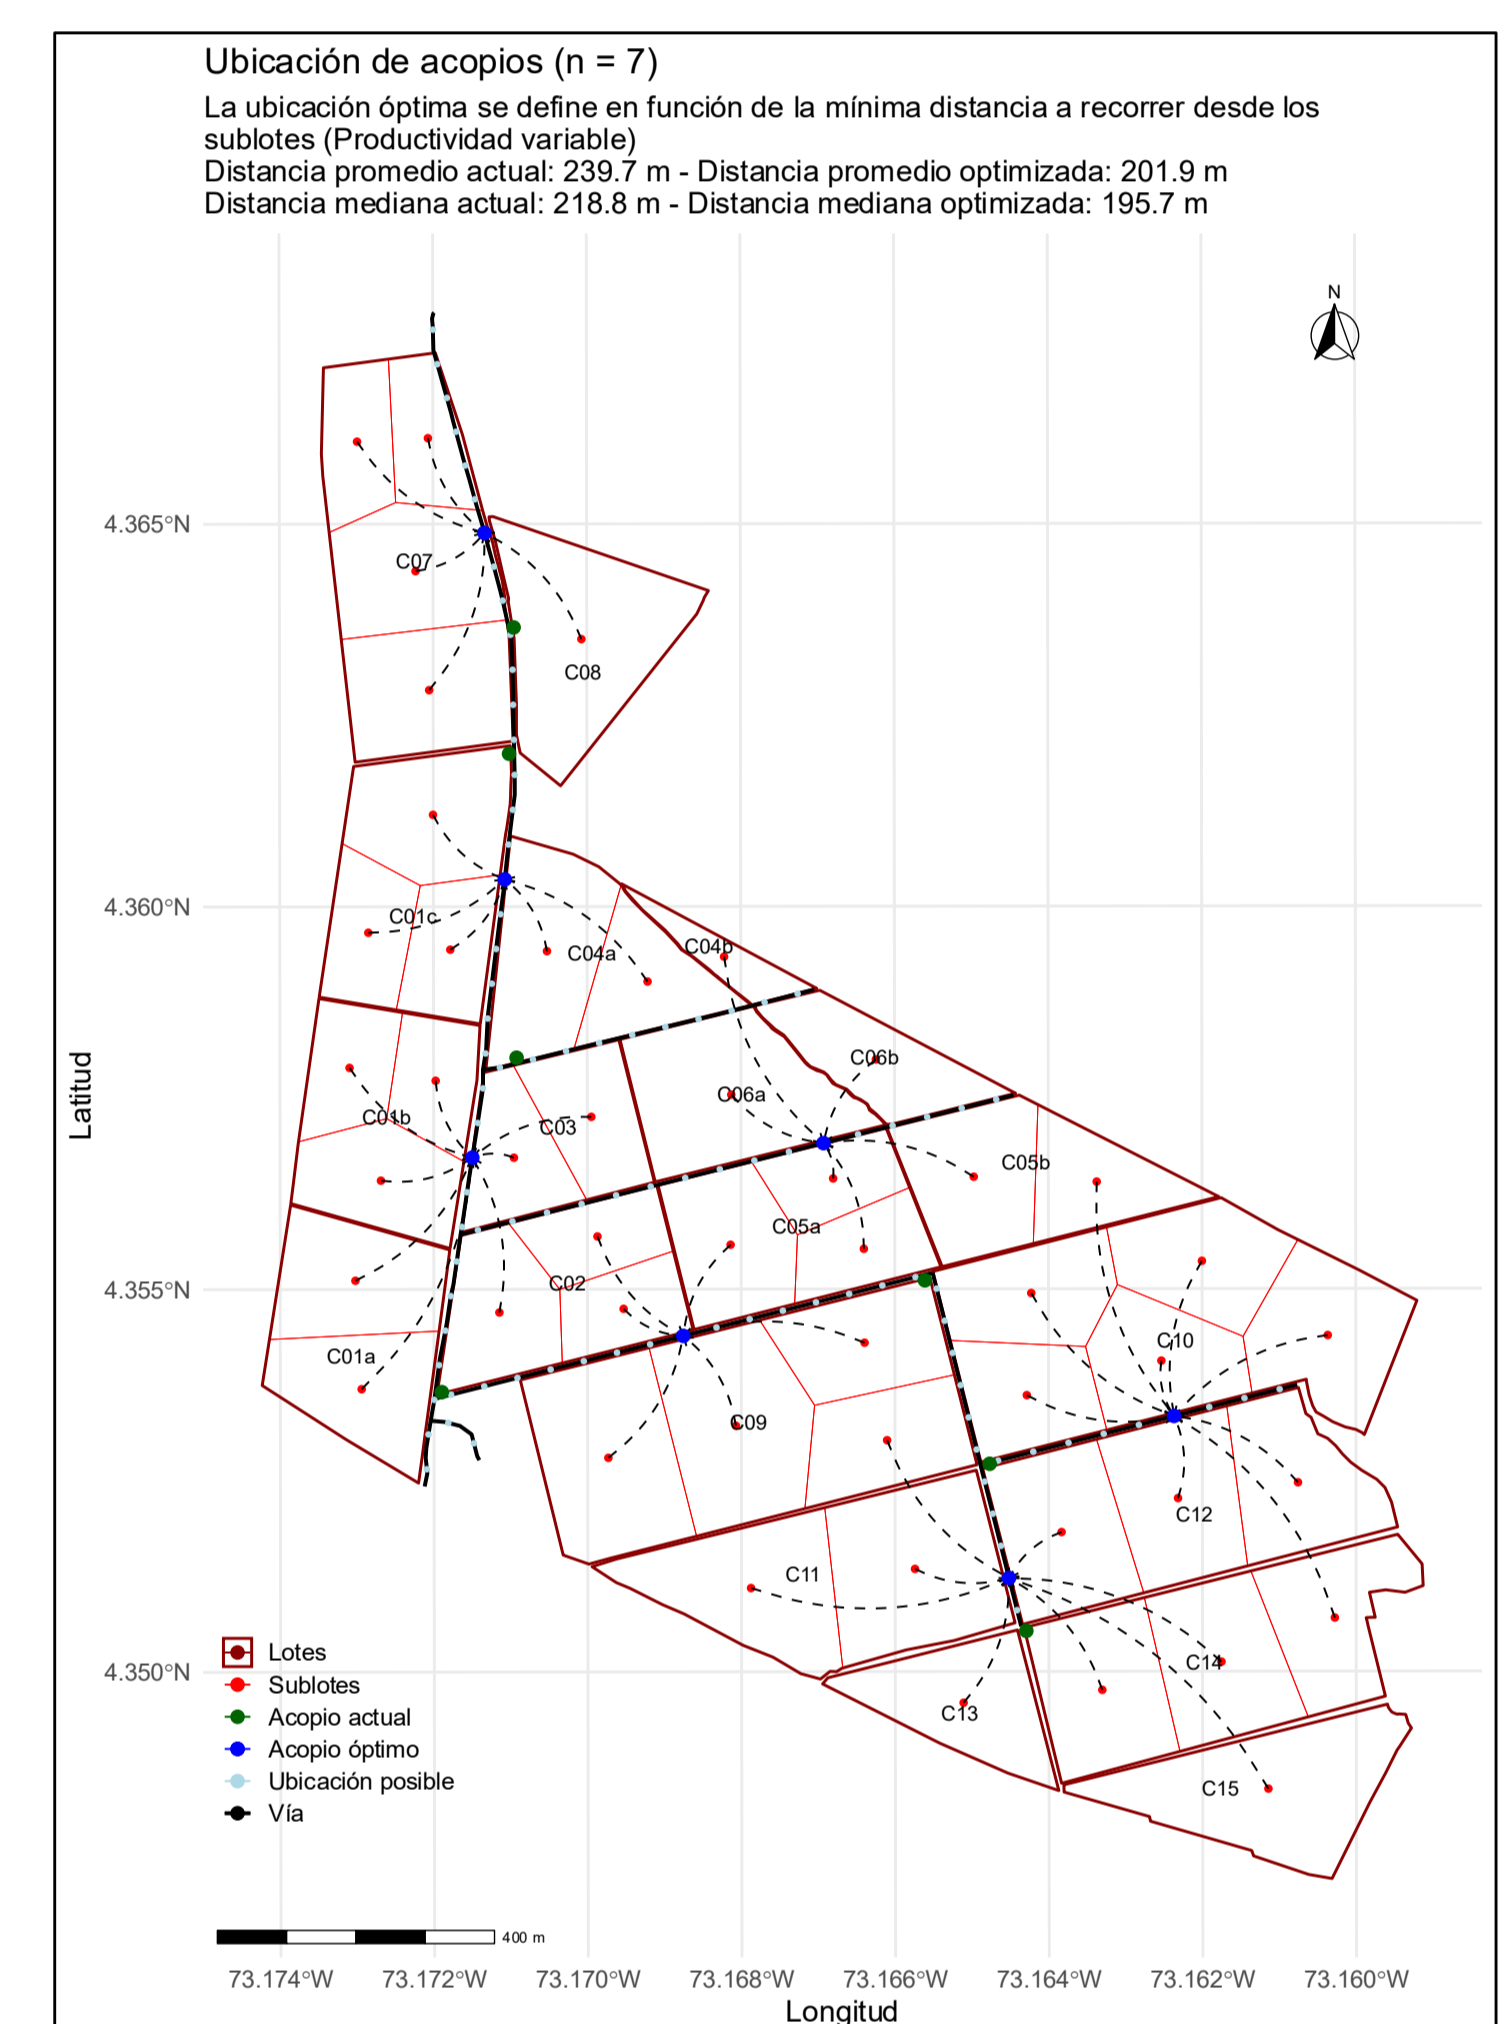 Ubicación de acopios (n = 7)
La ubicación óptima se define en función de la mínima distancia a recorrer desde los
sublotes (Productividad variable)
Distancia promedio actual: 239.7 m - Distancia promedio optimizada: 201.9 m
Distancia mediana actual: 218.8 m - Distancia mediana optimizada: 195.7 m
N
4.365°N
C07
C08
4.360°N
C01c
C04a
C04b
C06b
C06a
C01b
C03
C05b
C05a
4.355°N
C02
C10
C01a
C09
C12
C11
4.350°N
C14
C13
C15
Latitud
Lotes
Sublotes
Acopio actual
Acopio óptimo
Ubicación posible
Vía
400 m
73.174°W 73.172°W 73.170°W 73.168°W 73.166°W 73.164°W 73.162°W 73.160°W
Longitud